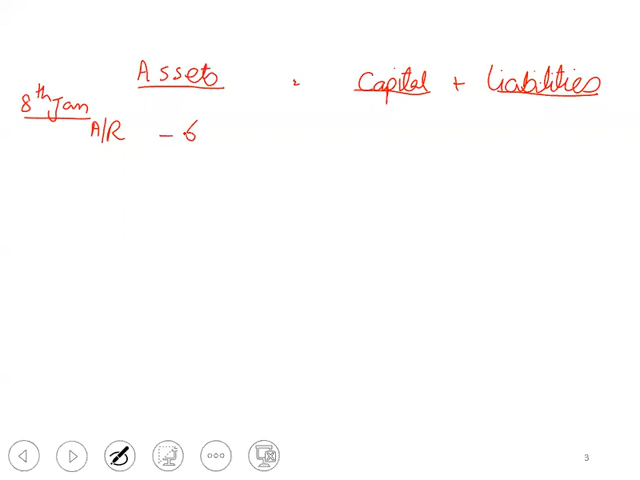 Assets = Capital + Liabilities
8th Jan
A/R - 6
3